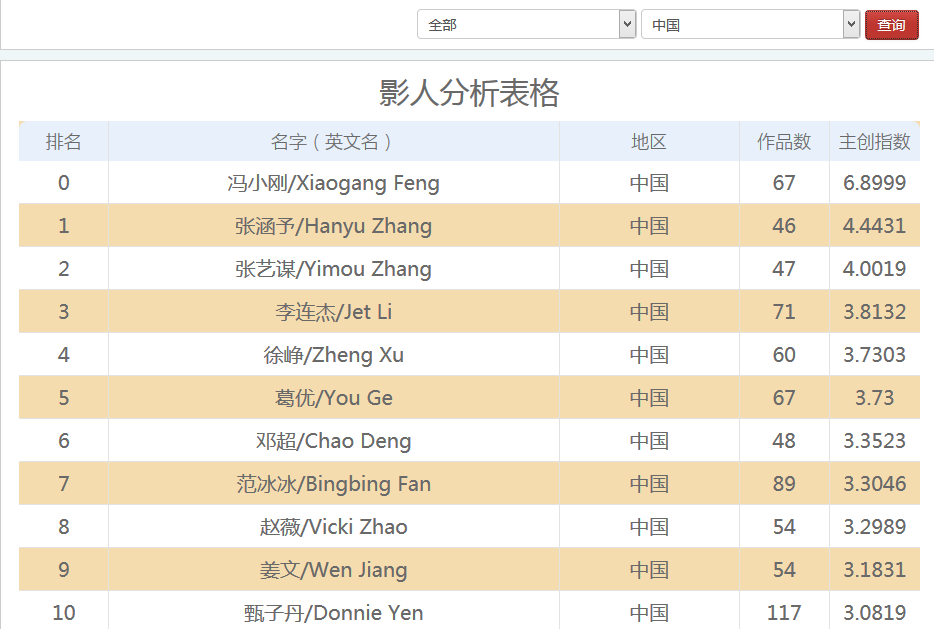 全部 中国 查询
影人分析表格
排名 名字（英文名） 地区 作品数 主创指数
0 冯小刚/Xiaogang Feng 中国 67 6.8999
1 张涵予/Hanyu Zhang 中国 46 4.4431
2 张艺谋/Yimou Zhang 中国 47 4.0019
3 李连杰/Jet Li 中国 71 3.8132
4 徐峥/Zheng Xu 中国 60 3.7303
5 葛优/You Ge 中国 67 3.73
6 邓超/Chao Deng 中国 48 3.3523
7 范冰冰/Bingbing Fan 中国 89 3.3046
8 赵薇/Vicki Zhao 中国 54 3.2989
9 姜文/Wen Jiang 中国 54 3.1831
10 甄子丹/Donnie Yen 中国 117 3.0819